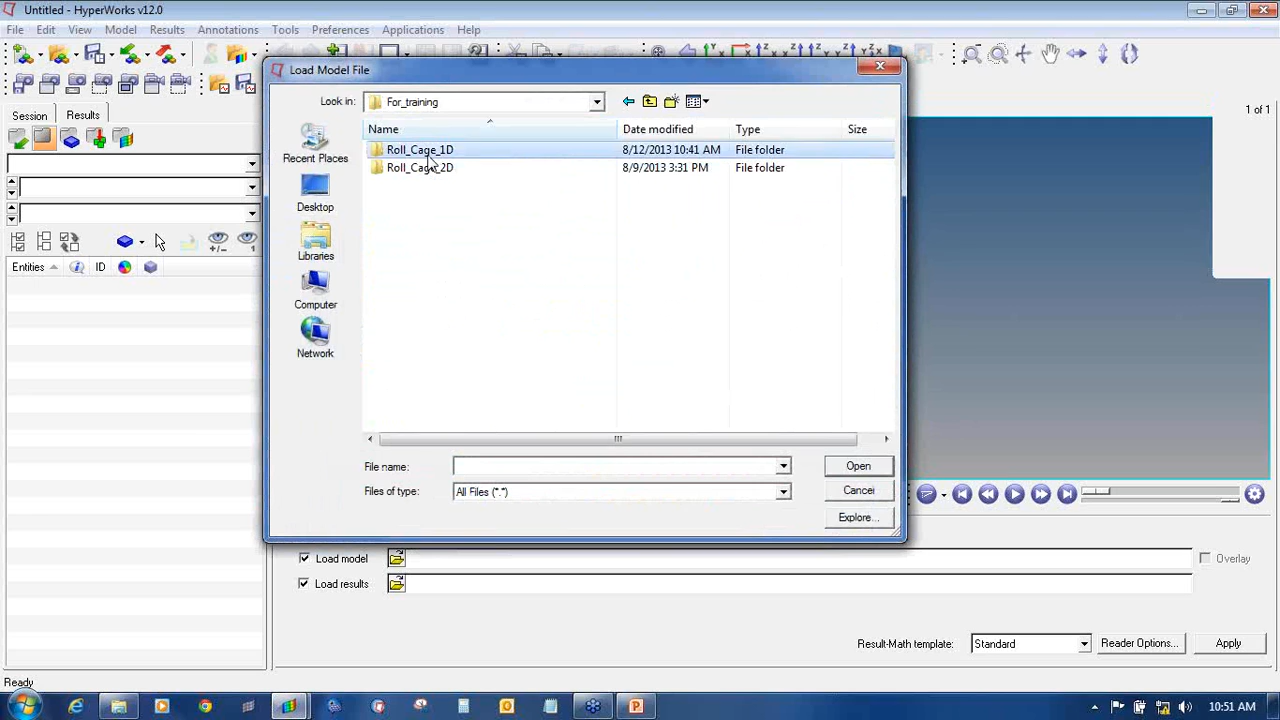 Untitled - HyperWorks v12.0
File Edit View Model Results Annotations Tools Preferences Applications Help
Load Model File
Look in: For_training
Session Results
1 of 1
Name Date modified Type Size
Roll_Cage_1D 8/12/2013 10:41 AM File folder
Roll_Cage_2D 8/9/2013 3:31 PM File folder
Recent Places
Desktop
Libraries
Computer
Network
Entities ID
File name: Open
Files of type: All Files (*.*) Cancel
Explore...
Load model Overlay
Load results
Result-Math template: Standard Reader Options... Apply
Ready
10:51 AM